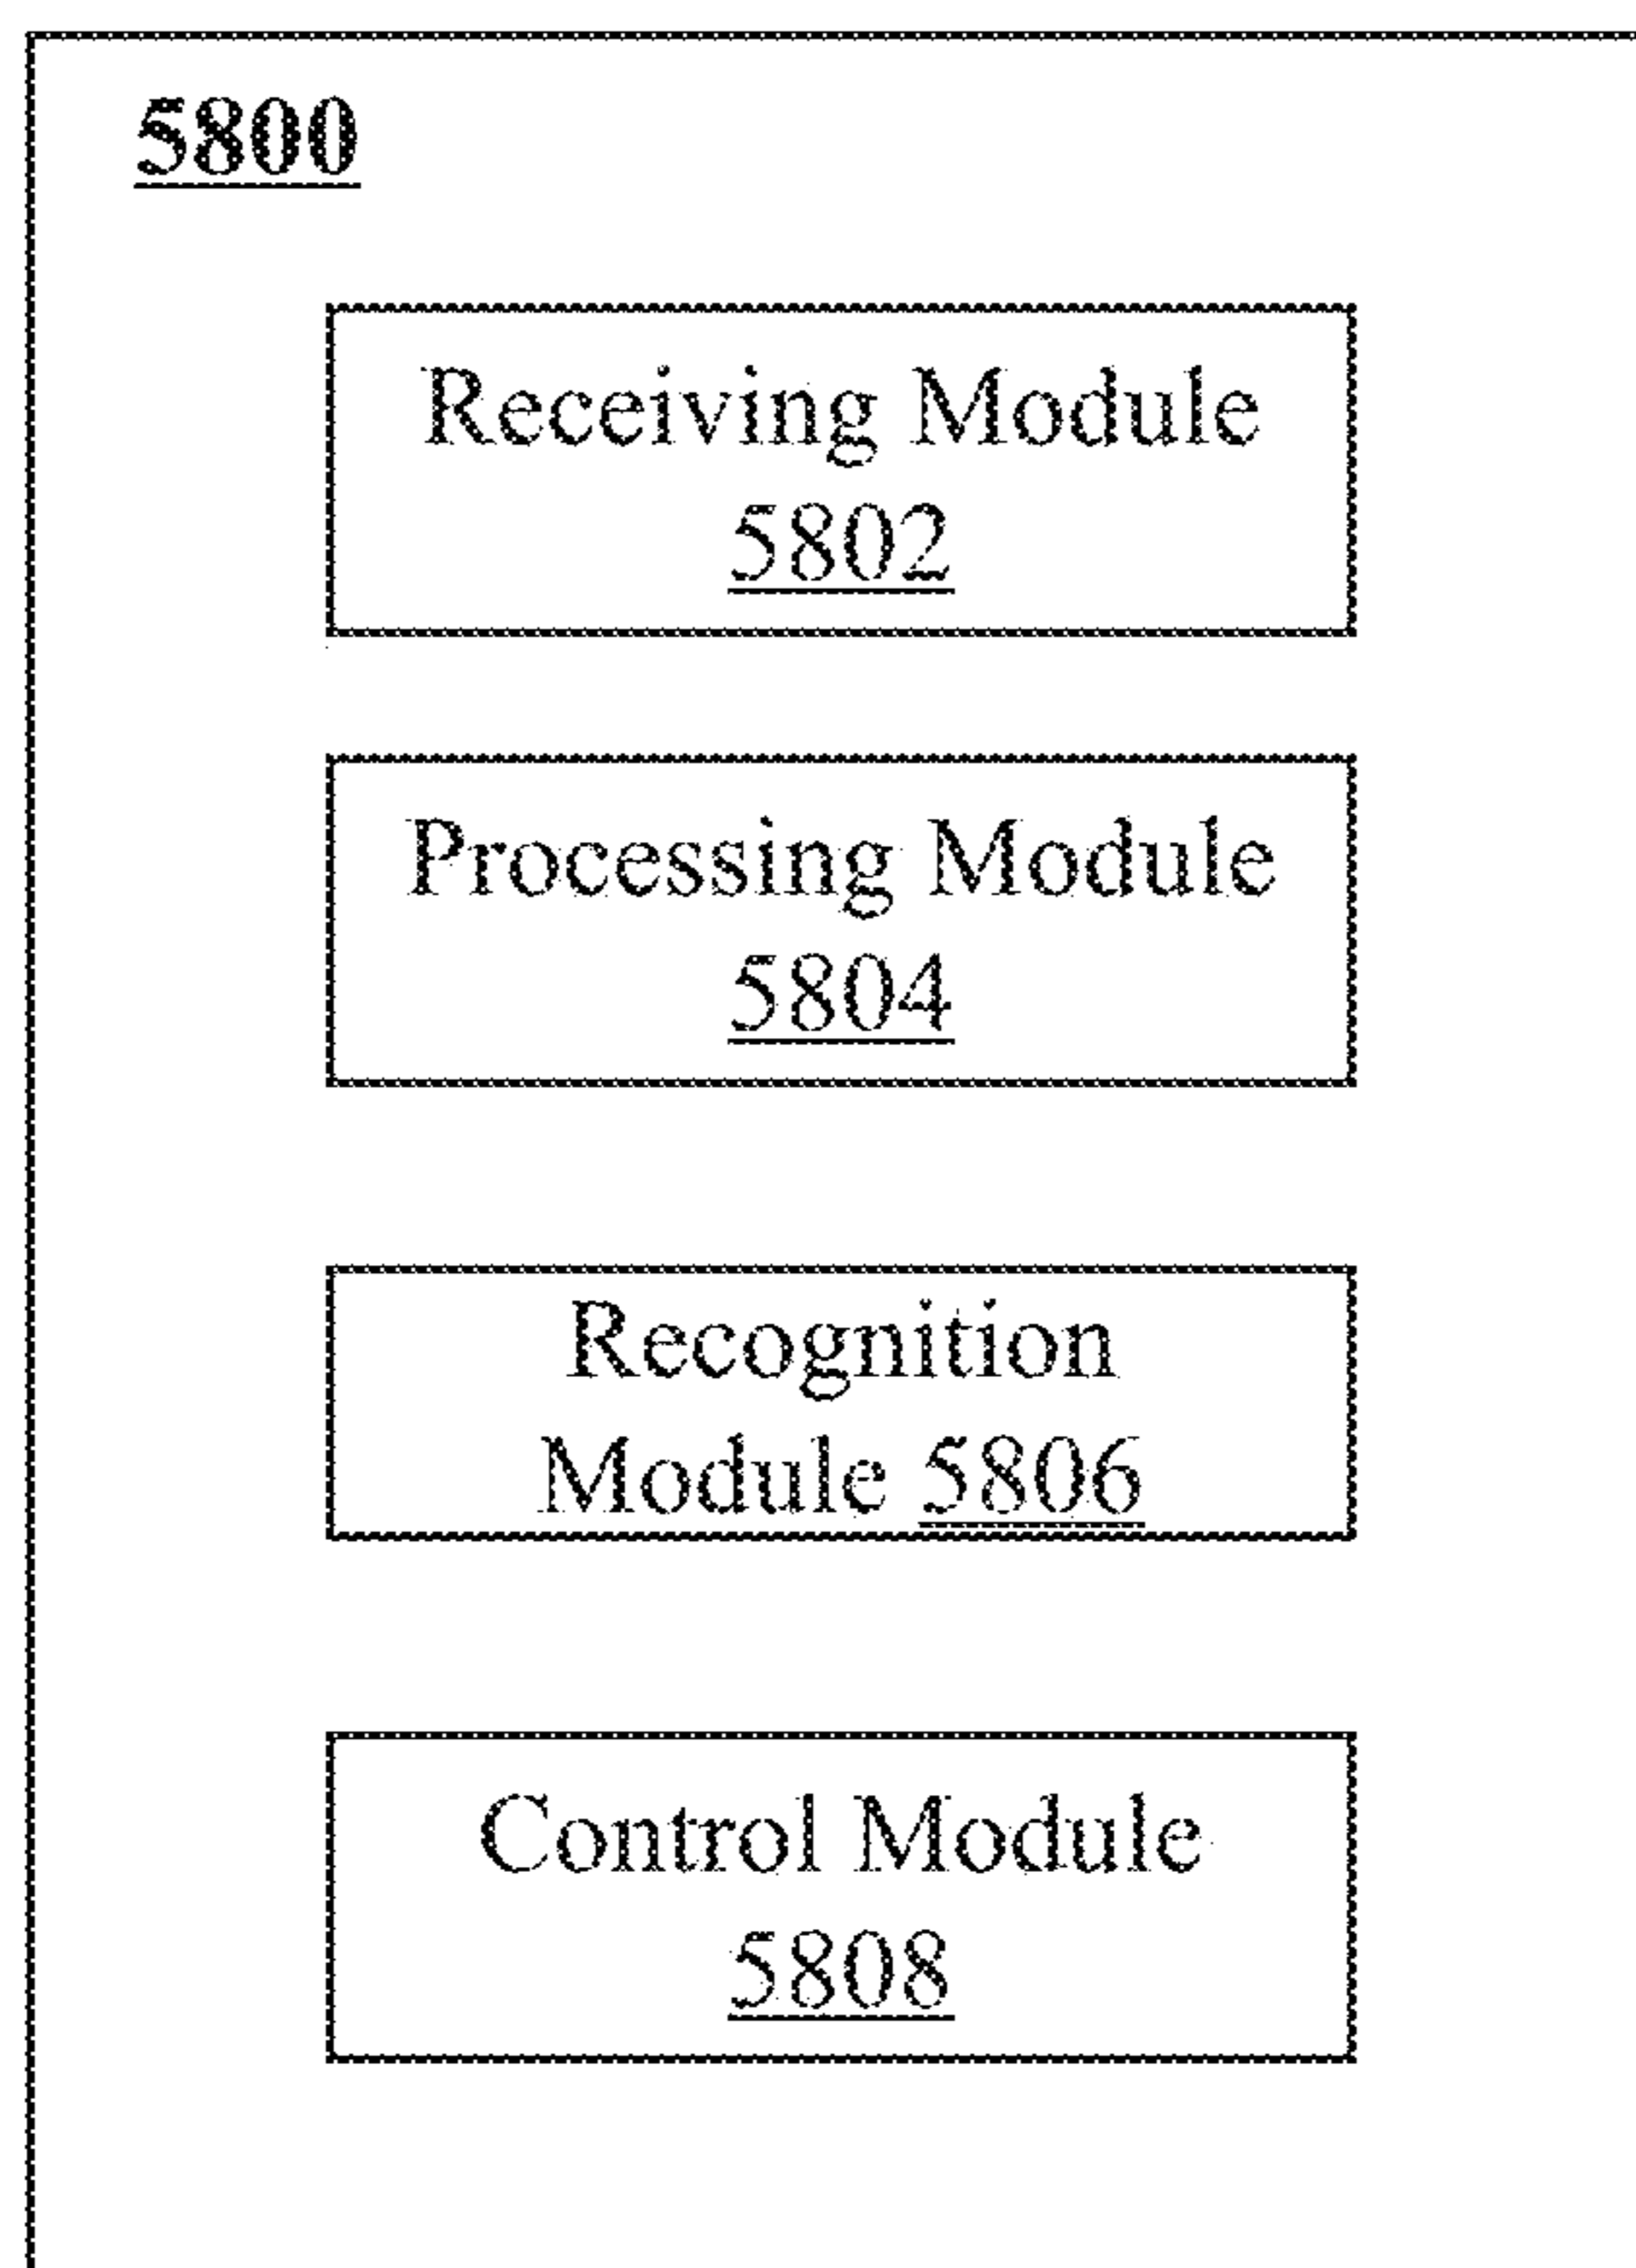 5800
Receiving Module
5802
Processing Module
5804
Recognition
Module 5806
Control Module
5808